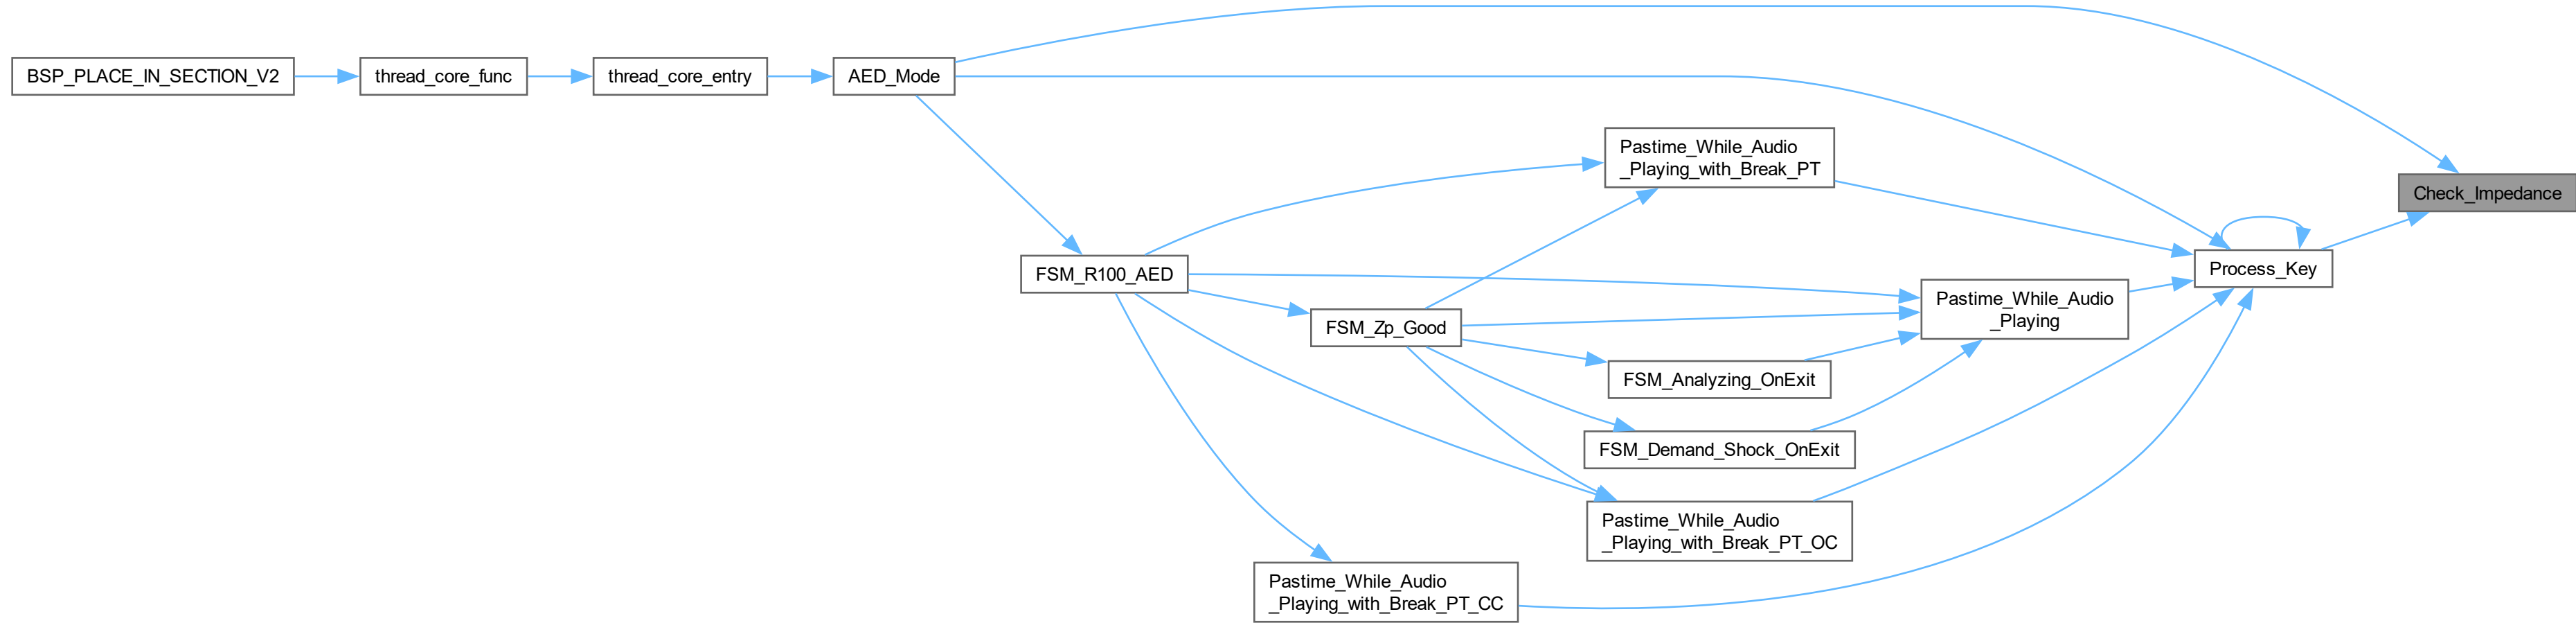 BSP_PLACE_IN_SECTION_V2
thread_core_func
thread_core_entry
AED_Mode
Pastime_While_Audio
_Playing_with_Break_PT
Check_Impedance
FSM_R100_AED
Process_Key
Pastime_While_Audio
_Playing
FSM_Zp_Good
FSM_Analyzing_OnExit
FSM_Demand_Shock_OnExit
Pastime_While_Audio
_Playing_with_Break_PT_OC
Pastime_While_Audio
_Playing_with_Break_PT_CC